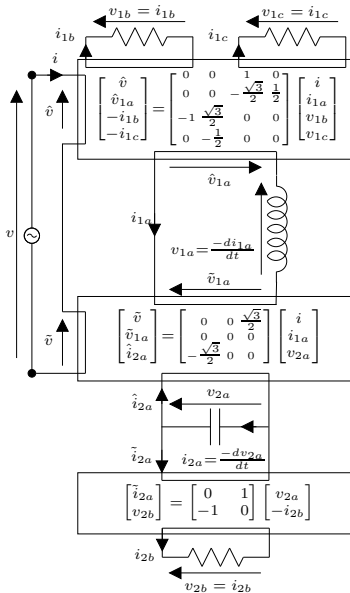 v_{1b} = i_{1b} v_{1c} = i_{1c}
i_{1b} i_{1c}
i
\begin{bmatrix} \hat{v} \\ \hat{v}_{1a} \\ -i_{1b} \\ -i_{1c} \end{bmatrix} = \begin{bmatrix} 0 & 0 & 1 & 0 \\ 0 & 0 & -\frac{\sqrt{3}}{2} & \frac{1}{2} \\ -1 & \frac{\sqrt{3}}{2} & 0 & 0 \\ 0 & -\frac{1}{2} & 0 & 0 \end{bmatrix} \begin{bmatrix} i \\ i_{1a} \\ v_{1b} \\ v_{1c} \end{bmatrix}
\hat{v}
\hat{v}_{1a}
i_{1a}
v
v_{1a} = \frac{-di_{1a}}{dt}
\tilde{v}_{1a}
\begin{bmatrix} \tilde{v} \\ \tilde{v}_{1a} \\ \hat{i}_{2a} \end{bmatrix} = \begin{bmatrix} 0 & 0 & \frac{\sqrt{3}}{2} \\ 0 & 0 & 0 \\ -\frac{\sqrt{3}}{2} & 0 & 0 \end{bmatrix} \begin{bmatrix} i \\ i_{1a} \\ v_{2a} \end{bmatrix}
\tilde{v}
\hat{i}_{2a} v_{2a}
\tilde{i}_{2a} i_{2a} = \frac{-dv_{2a}}{dt}
\begin{bmatrix} \tilde{i}_{2a} \\ v_{2b} \end{bmatrix} = \begin{bmatrix} 0 & 1 \\ -1 & 0 \end{bmatrix} \begin{bmatrix} v_{2a} \\ -i_{2b} \end{bmatrix}
i_{2b}
v_{2b} = i_{2b}